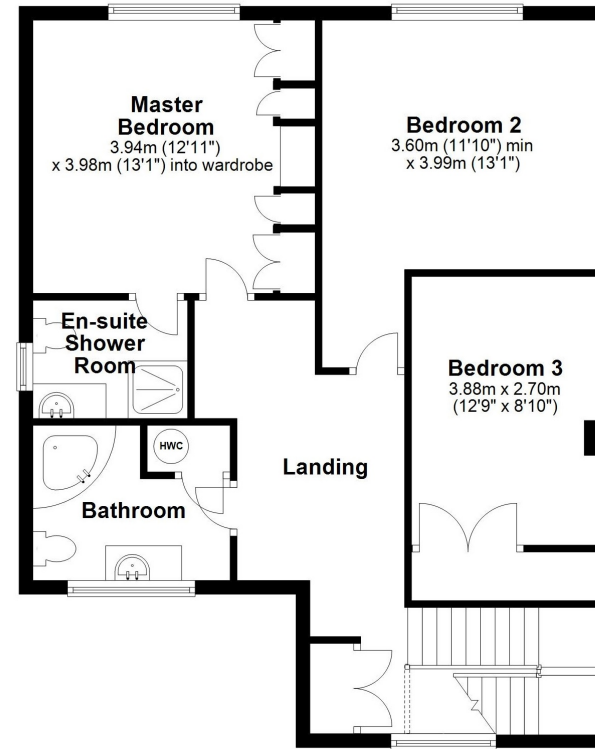 Master
Bedroom
3.94m (12'11")
x 3.98m (13'1") into wardrobe
Bedroom 2
3.60m (11'10") min
x 3.99m (13'1")
En-suite
Shower
Room
Bedroom 3
3.88m x 2.70m
(12'9" x 8'10")
HWC
Landing
Bathroom